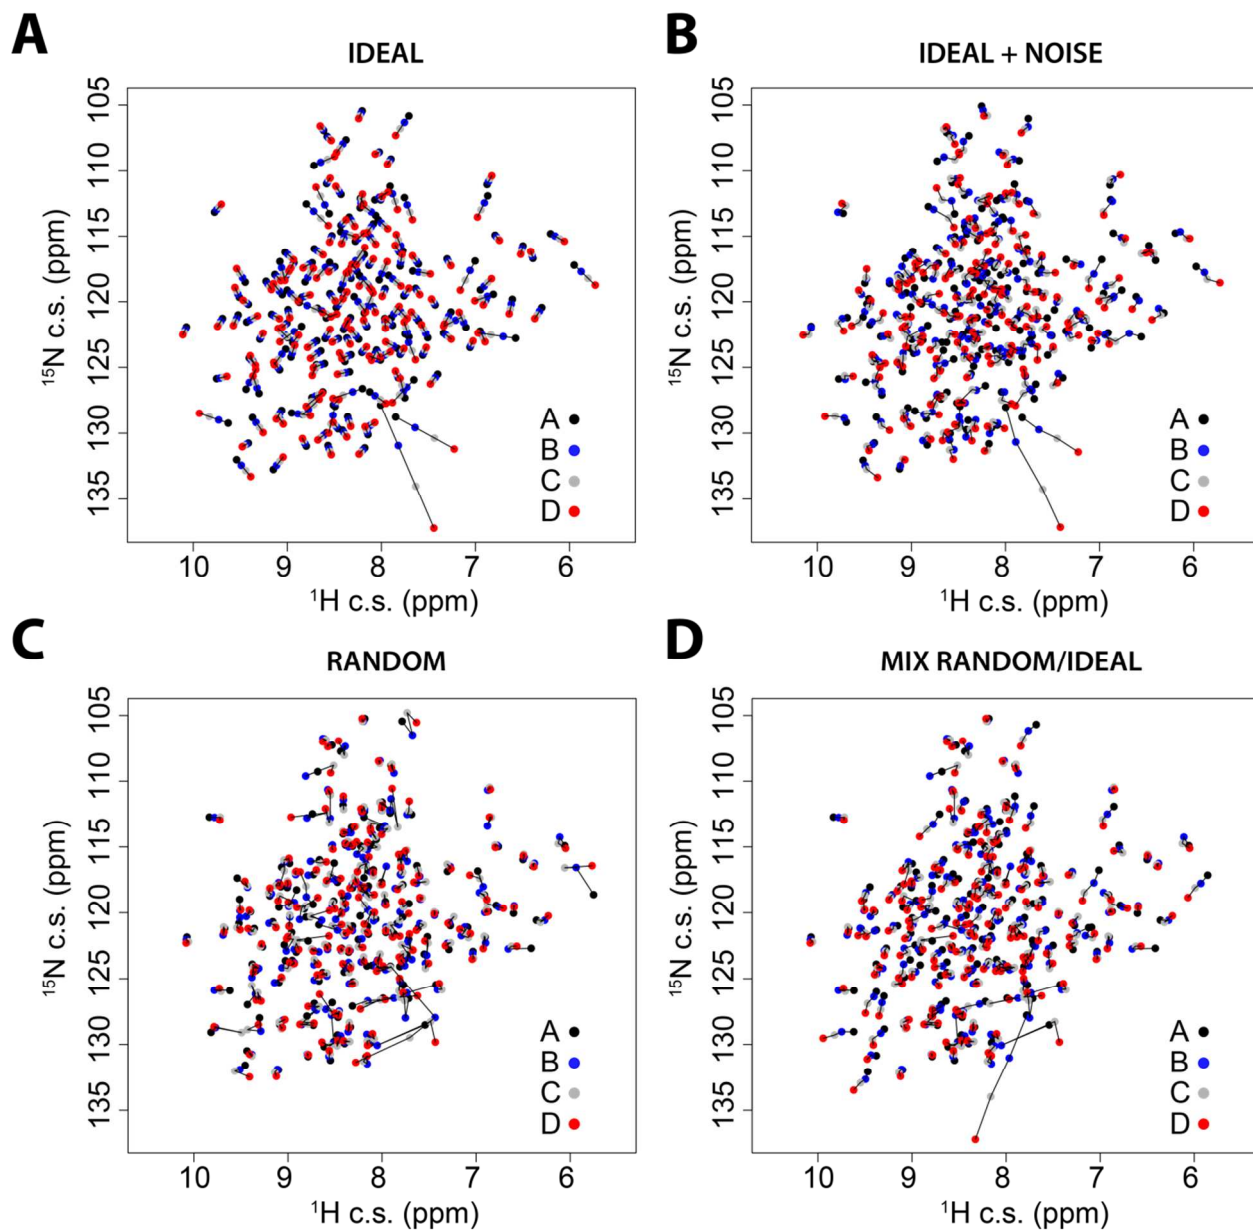 A
IDEAL
105
110
115
120
125
130
135
15N c.s. (ppm)
A
B
C
D
10
9
8
7
6
1H c.s. (ppm)
B
IDEAL + NOISE
105
110
115
120
125
130
135
15N c.s. (ppm)
A
B
C
D
10
9
8
7
6
1H c.s. (ppm)
C
RANDOM
105
110
115
120
125
130
135
15N c.s. (ppm)
A
B
C
D
10
9
8
7
6
1H c.s. (ppm)
D
MIX RANDOM/IDEAL
105
110
115
120
125
130
135
15N c.s. (ppm)
A
B
C
D
10
9
8
7
6
1H c.s. (ppm)